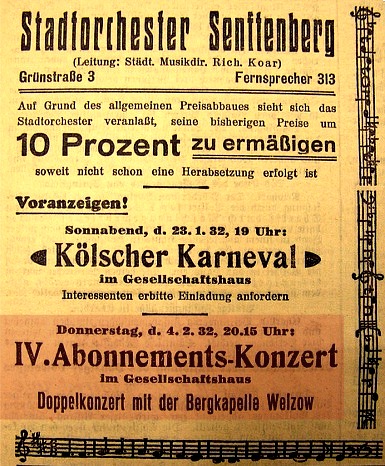 Stadtorchester Senftenberg
(Leitung: Städt. Musikdir. Rich. Koar)
Grünstraße 3 Fernsprecher 313
Auf Grund des allgemeinen Preisabbaues sieht sich das
Stadtorchester veranlaßt, seine bisherigen Preise um
10 Prozent zu ermäßigen
soweit nicht schon eine Herabsetzung erfolgt ist
Voranzeigen!
Sonnabend, d. 23. 1. 32, 19 Uhr:
Kölscher Karneval
im Gesellschaftshaus
Interessenten erbitte Einladung anfordern
Donnerstag, d. 4. 2. 32, 20.15 Uhr:
IV. Abonnements-Konzert
im Gesellschaftshaus
Doppelkonzert mit der Bergkapelle Welzow